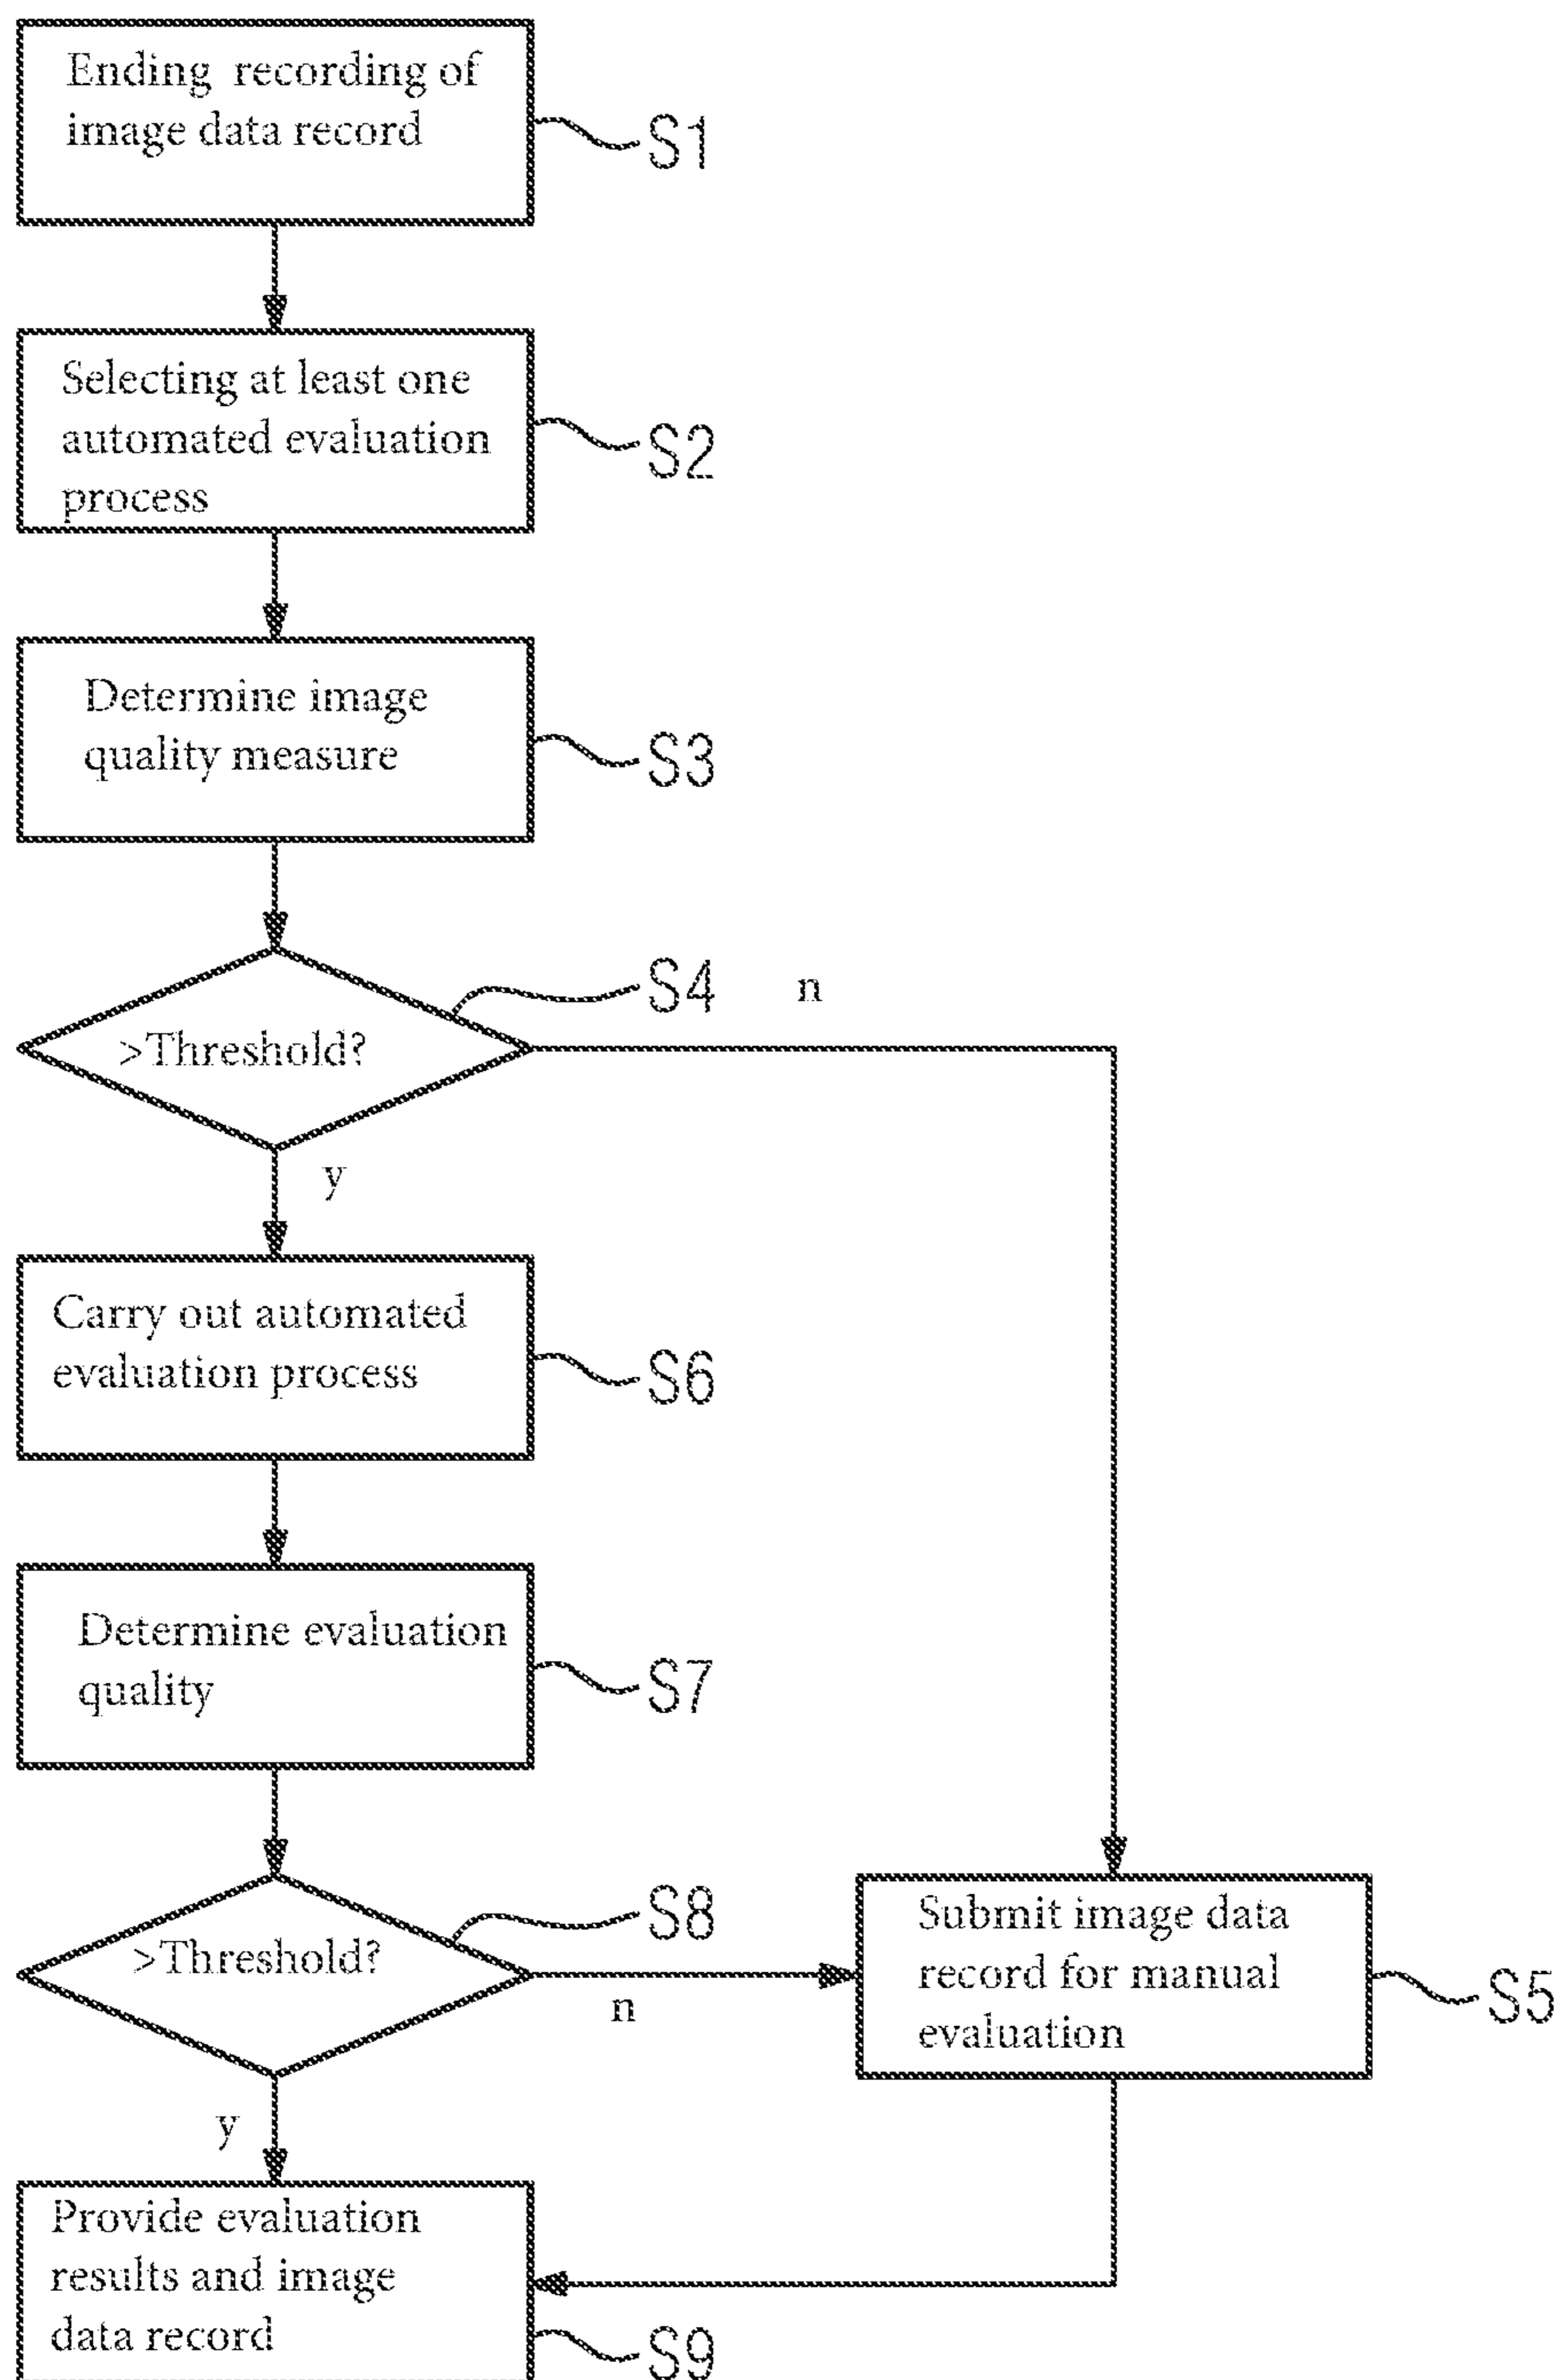 Ending recording of
image data record
S1
Selecting at least one
automated evaluation
process
S2
Determine image
quality measure
S3
S4
n
>Threshold?
y
Carry out automated
evaluation process
S6
Determine evaluation
quality
S7
S8
>Threshold?
n
Submit image data
record for manual
evaluation
S5
y
Provide evaluation
results and image
data record
S9